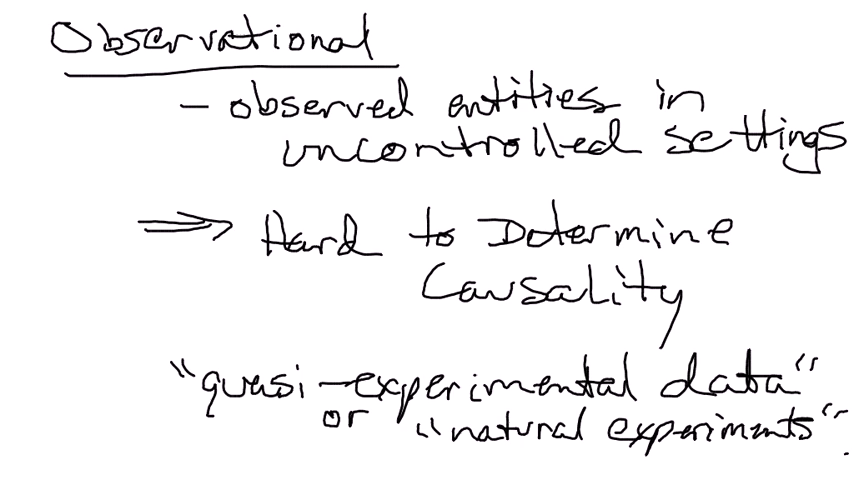 Observational
- observed entities in
uncontrolled settings
⇒ Hard to Determine
Causality
"quasi-experimental data"
or "natural experiments".